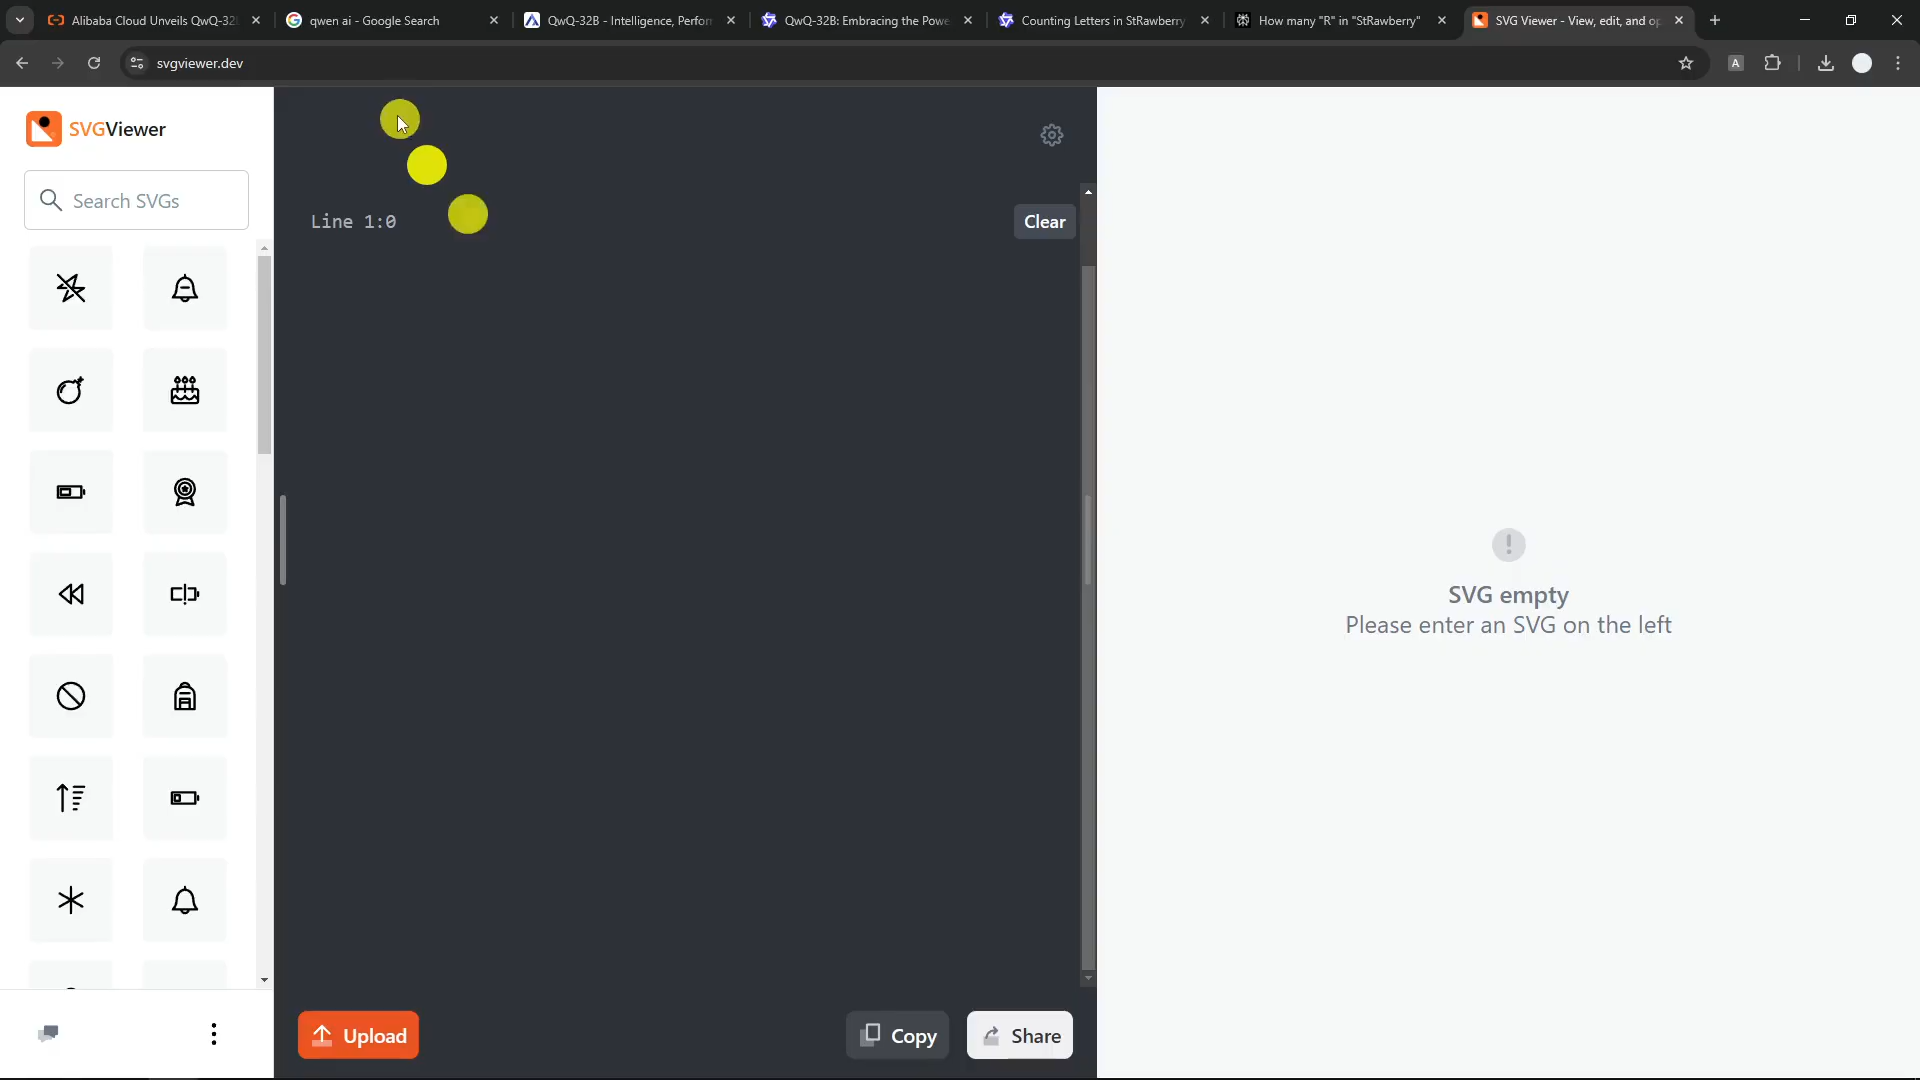 Alibaba Cloud Unveils QwQ-32
qwen ai - Google Search
QwQ-32B - Intelligence, Perfor
QwQ-32B: Embracing the Powe
Counting Letters in StRawberry
How many "R" in "StRawberry"
SVG Viewer - View, edit, and op
svgviewer.dev
A
SVGViewer
Search SVGs
Line 1:0
Clear
SVG empty
Please enter an SVG on the left
Upload
Copy
Share